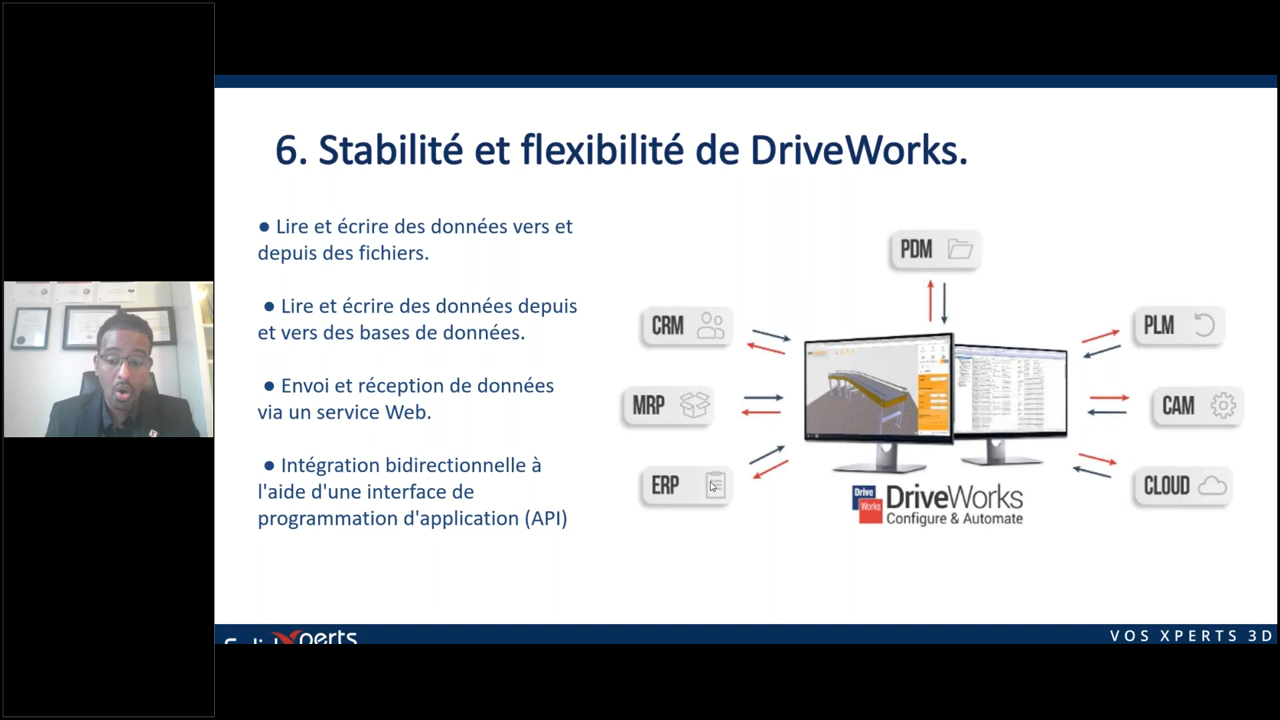 6. Stabilité et flexibilité de DriveWorks.
● Lire et écrire des données vers et
depuis des fichiers.
● Lire et écrire des données depuis
et vers des bases de données.
● Envoi et réception de données
via un service Web.
● Intégration bidirectionnelle à
l'aide d'une interface de
programmation d'application (API)
PDM
CRM
PLM
MRP
CAM
ERP
CLOUD
Drive
Works
DriveWorks
Configure & Automate
VOS XPERTS 3D